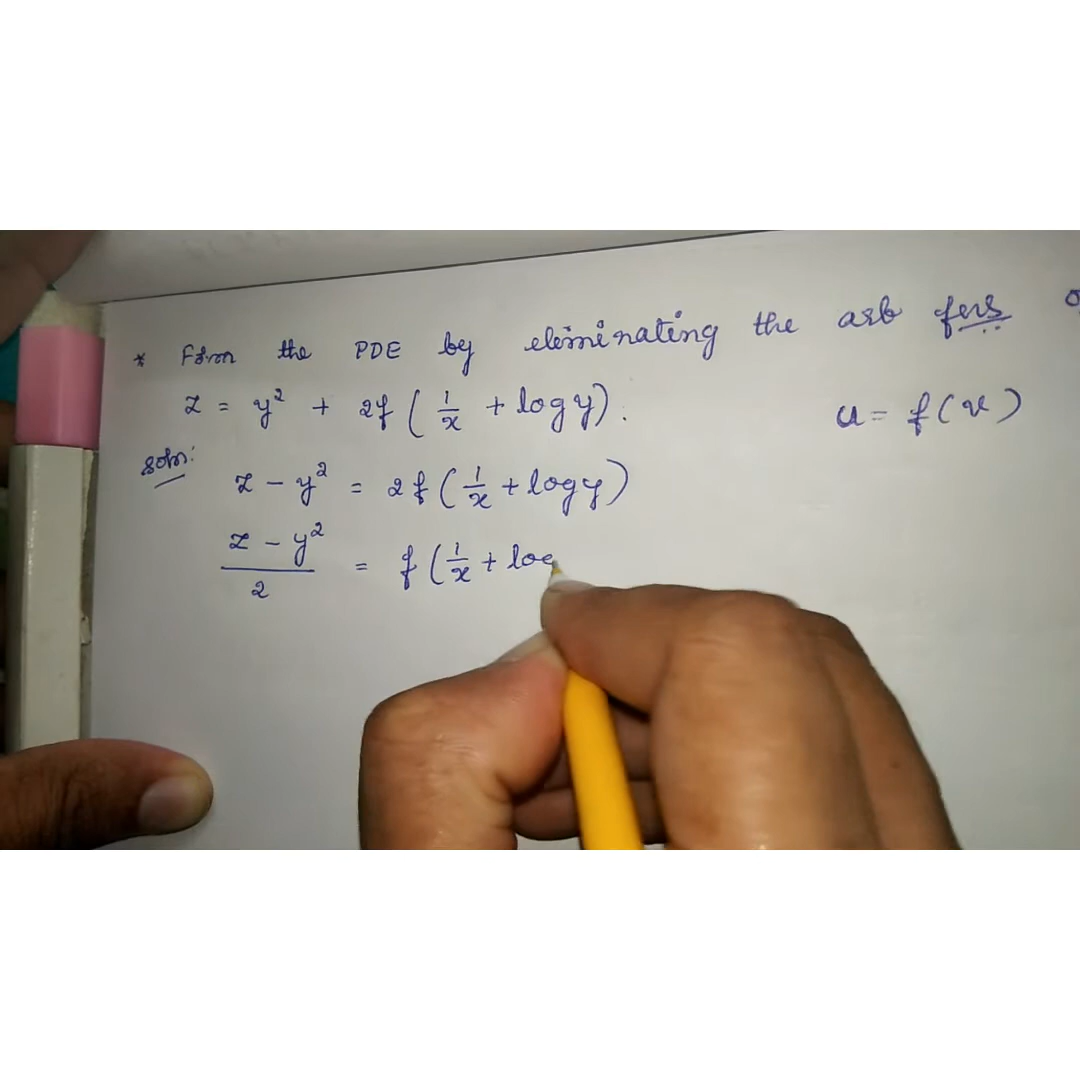 * Form the PDE by eliminating the arb fcns
z = y² + 2f ( 1/x + log y ) .
u = f(v)
soln:
z - y² = 2f ( 1/x + log y )
(z - y²)/2 = f ( 1/x + log